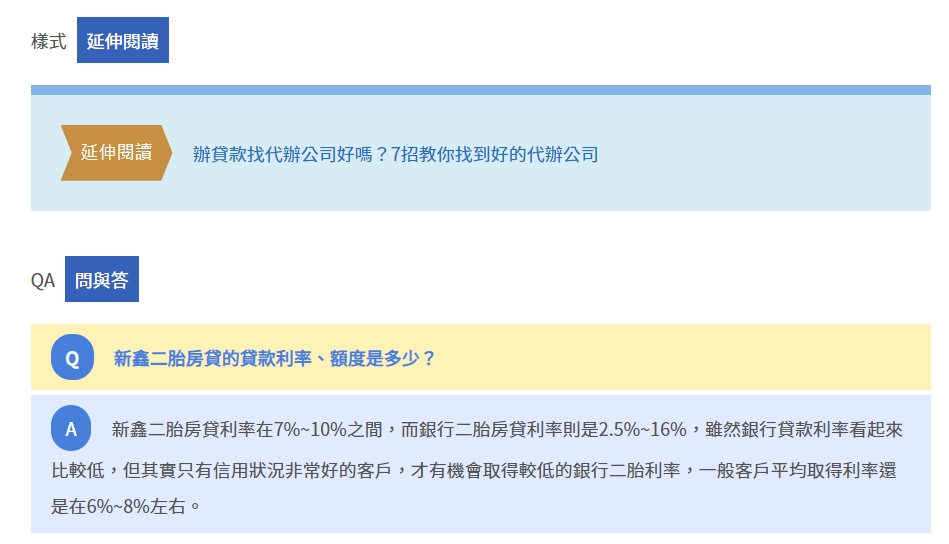 樣式 延伸閱讀
延伸閱讀 辦貸款找代辦公司好嗎？7招教你找到好的代辦公司
QA 問與答
Q 新鑫二胎房貸的貸款利率、額度是多少？
A 新鑫二胎房貸利率在7%~10%之間，而銀行二胎房貸利率則是2.5%~16%，雖然銀行貸款利率看起來
比較低，但其實只有信用狀況非常好的客戶，才有機會取得較低的銀行二胎利率，一般客戶平均取得利率還
是在6%~8%左右。